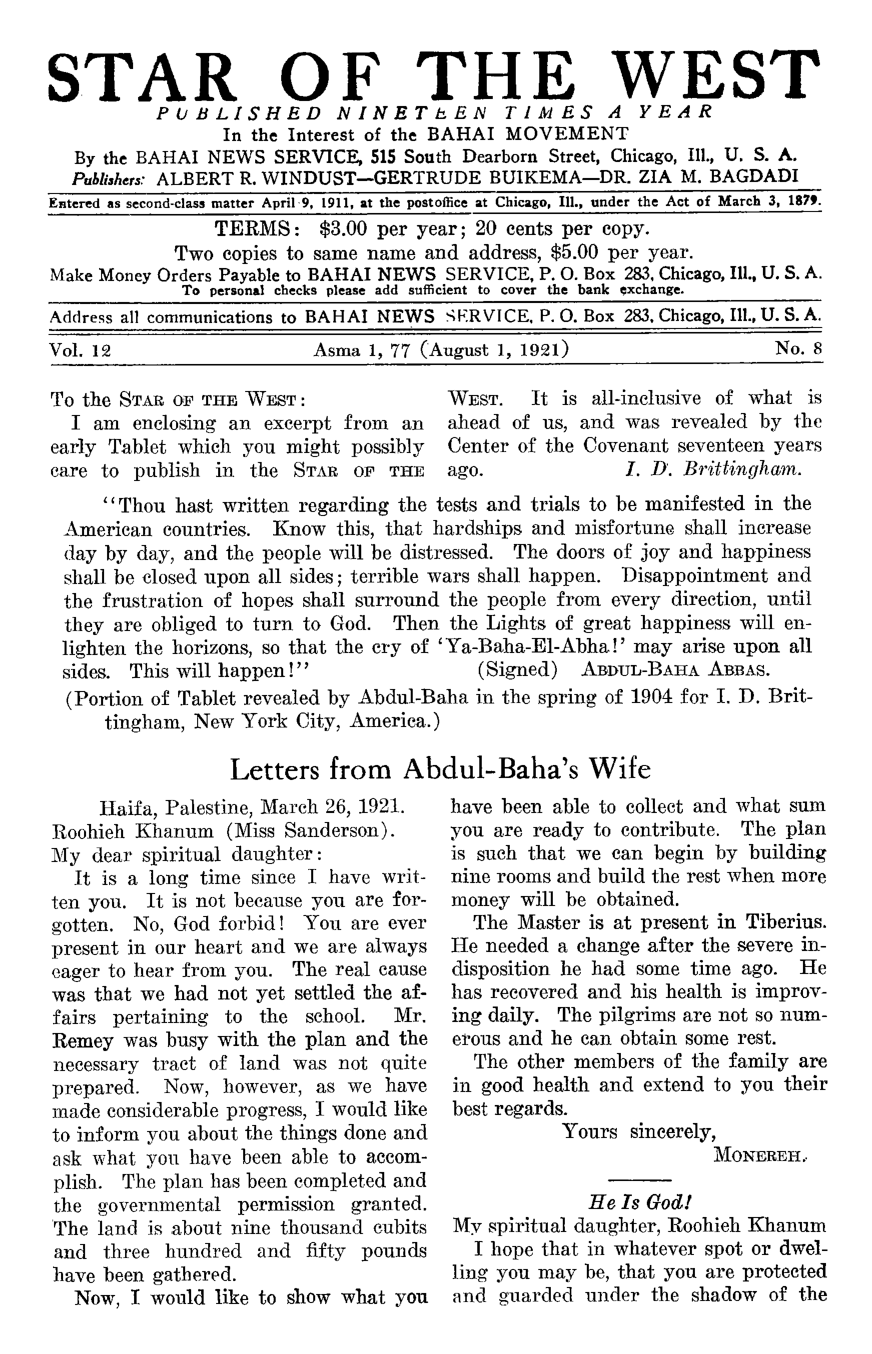 STAR OF THE WEST
PUBLISHED NINETEEN TIMES A YEAR
In the Interest of the BAHAI MOVEMENT
By the BAHAI NEWS SERVICE, 515 South Dearborn Street, Chicago, Ill., U. S. A.
Publishers: ALBERT R. WINDUST—GERTRUDE BUIKEMA—DR. ZIA M. BAGDADI
Entered as second-class matter April 9, 1911, at the postoffice at Chicago, Ill., under the Act of March 3, 1879.
TERMS: $3.00 per year; 20 cents per copy.
Two copies to same name and address, $5.00 per year.
Make Money Orders Payable to BAHAI NEWS SERVICE, P. O. Box 283, Chicago, Ill., U. S. A.
To personal checks please add sufficient to cover the bank exchange.
Address all communications to BAHAI NEWS SERVICE, P. O. Box 283, Chicago, Ill., U. S. A.
Vol. 12 Asma 1, 77 (August 1, 1921) No. 8
To the STAR OF THE WEST:
I am enclosing an excerpt from an
early Tablet which you might possibly
care to publish in the STAR OF THE
WEST. It is all-inclusive of what is
ahead of us, and was revealed by the
Center of the Covenant seventeen years
ago. I. D. Brittingham.
"Thou hast written regarding the tests and trials to be manifested in the
American countries. Know this, that hardships and misfortune shall increase
day by day, and the people will be distressed. The doors of joy and happiness
shall be closed upon all sides; terrible wars shall happen. Disappointment and
the frustration of hopes shall surround the people from every direction, until
they are obliged to turn to God. Then the Lights of great happiness will en-
lighten the horizons, so that the cry of 'Ya-Baha-El-Abha!' may arise upon all
sides. This will happen!" (Signed) ABDUL-BAHA ABBAS.
(Portion of Tablet revealed by Abdul-Baha in the spring of 1904 for I. D. Brit-
tingham, New York City, America.)
Letters from Abdul-Baha's Wife
Haifa, Palestine, March 26, 1921.
Roohieh Khanum (Miss Sanderson).
My dear spiritual daughter:
It is a long time since I have writ-
ten you. It is not because you are for-
gotten. No, God forbid! You are ever
present in our heart and we are always
eager to hear from you. The real cause
was that we had not yet settled the af-
fairs pertaining to the school. Mr.
Remey was busy with the plan and the
necessary tract of land was not quite
prepared. Now, however, as we have
made considerable progress, I would like
to inform you about the things done and
ask what you have been able to accom-
plish. The plan has been completed and
the governmental permission granted.
The land is about nine thousand cubits
and three hundred and fifty pounds
have been gathered.
Now, I would like to show what you
have been able to collect and what sum
you are ready to contribute. The plan
is such that we can begin by building
nine rooms and build the rest when more
money will be obtained.
The Master is at present in Tiberius.
He needed a change after the severe in-
disposition he had some time ago. He
has recovered and his health is improv-
ing daily. The pilgrims are not so num-
erous and he can obtain some rest.
The other members of the family are
in good health and extend to you their
best regards.
Yours sincerely,
MONEREH.
He Is God!
My spiritual daughter, Roohieh Khanum
I hope that in whatever spot or dwel-
ling you may be, that you are protected
and guarded under the shadow of the